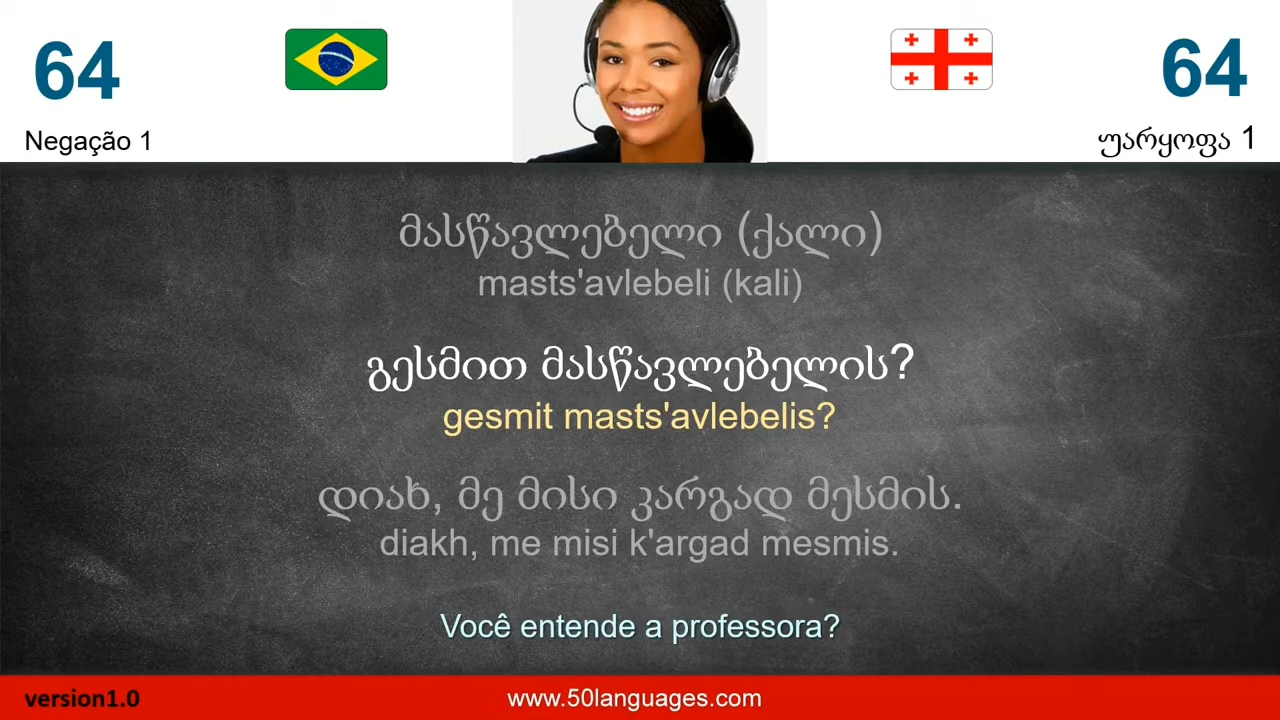 64
64
Negação 1
უარყოფა 1
მასწავლებელი (ქალი)
masts'avlebeli (kali)
გესმით მასწავლებელის?
gesmit masts'avlebelis?
დიახ, მე მისი კარგად მესმის.
diakh, me misi k'argad mesmis.
Você entende a professora?
version1.0
www.50languages.com